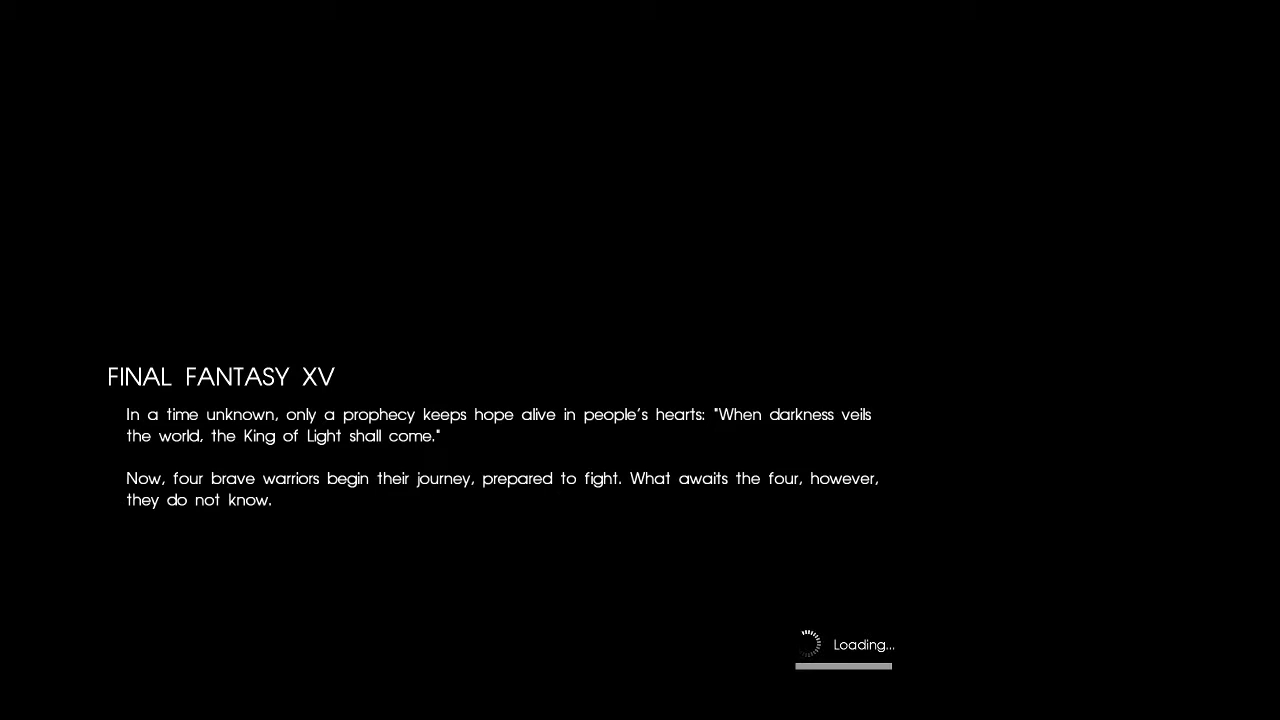 FINAL FANTASY XV
In a time unknown, only a prophecy keeps hope alive in people's hearts: "When darkness veils
the world, the King of Light shall come."
Now, four brave warriors begin their journey, prepared to fight. What awaits the four, however,
they do not know.
Loading...